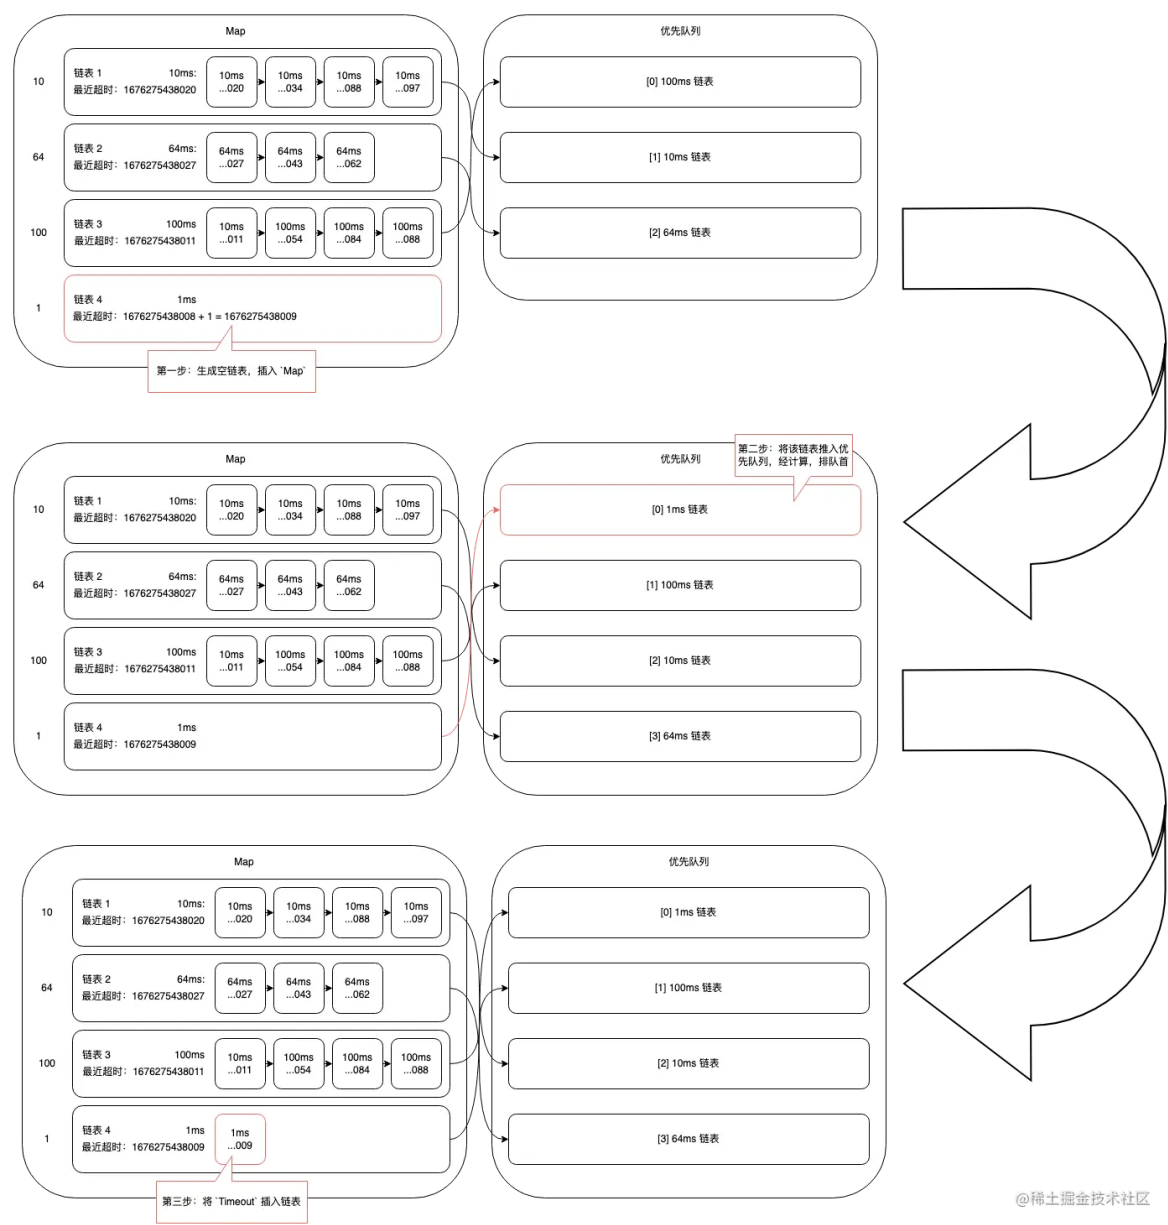 Map
10
链表 1 10ms:
最近超时：1676275438020
10ms
...020
10ms
...034
10ms
...088
10ms
...097
64
链表 2 64ms:
最近超时：1676275438027
64ms
...027
64ms
...043
64ms
...062
100
链表 3 100ms
最近超时：1676275438011
10ms
...011
100ms
...054
100ms
...084
100ms
...088
1
链表 4 1ms
最近超时：1676275438008 + 1 = 1676275438009
第一步：生成空链表，插入 `Map`
优先队列
[0] 100ms 链表
[1] 10ms 链表
[2] 64ms 链表
Map
10
链表 1 10ms:
最近超时：1676275438020
10ms
...020
10ms
...034
10ms
...088
10ms
...097
64
链表 2 64ms:
最近超时：1676275438027
64ms
...027
64ms
...043
64ms
...062
100
链表 3 100ms
最近超时：1676275438011
10ms
...011
100ms
...054
100ms
...084
100ms
...088
1
链表 4 1ms
最近超时：1676275438009
优先队列
第二步：将该链表推入优
先队列，经计算，排队首
[0] 1ms 链表
[1] 100ms 链表
[2] 10ms 链表
[3] 64ms 链表
Map
10
链表 1 10ms:
最近超时：1676275438020
10ms
...020
10ms
...034
10ms
...088
10ms
...097
64
链表 2 64ms:
最近超时：1676275438027
64ms
...027
64ms
...043
64ms
...062
100
链表 3 100ms
最近超时：1676275438011
10ms
...011
100ms
...054
100ms
...084
100ms
...088
1
链表 4 1ms
最近超时：1676275438009
1ms
...009
第三步：将 `Timeout` 插入链表
优先队列
[0] 1ms 链表
[1] 100ms 链表
[2] 10ms 链表
[3] 64ms 链表
@稀土掘金技术社区